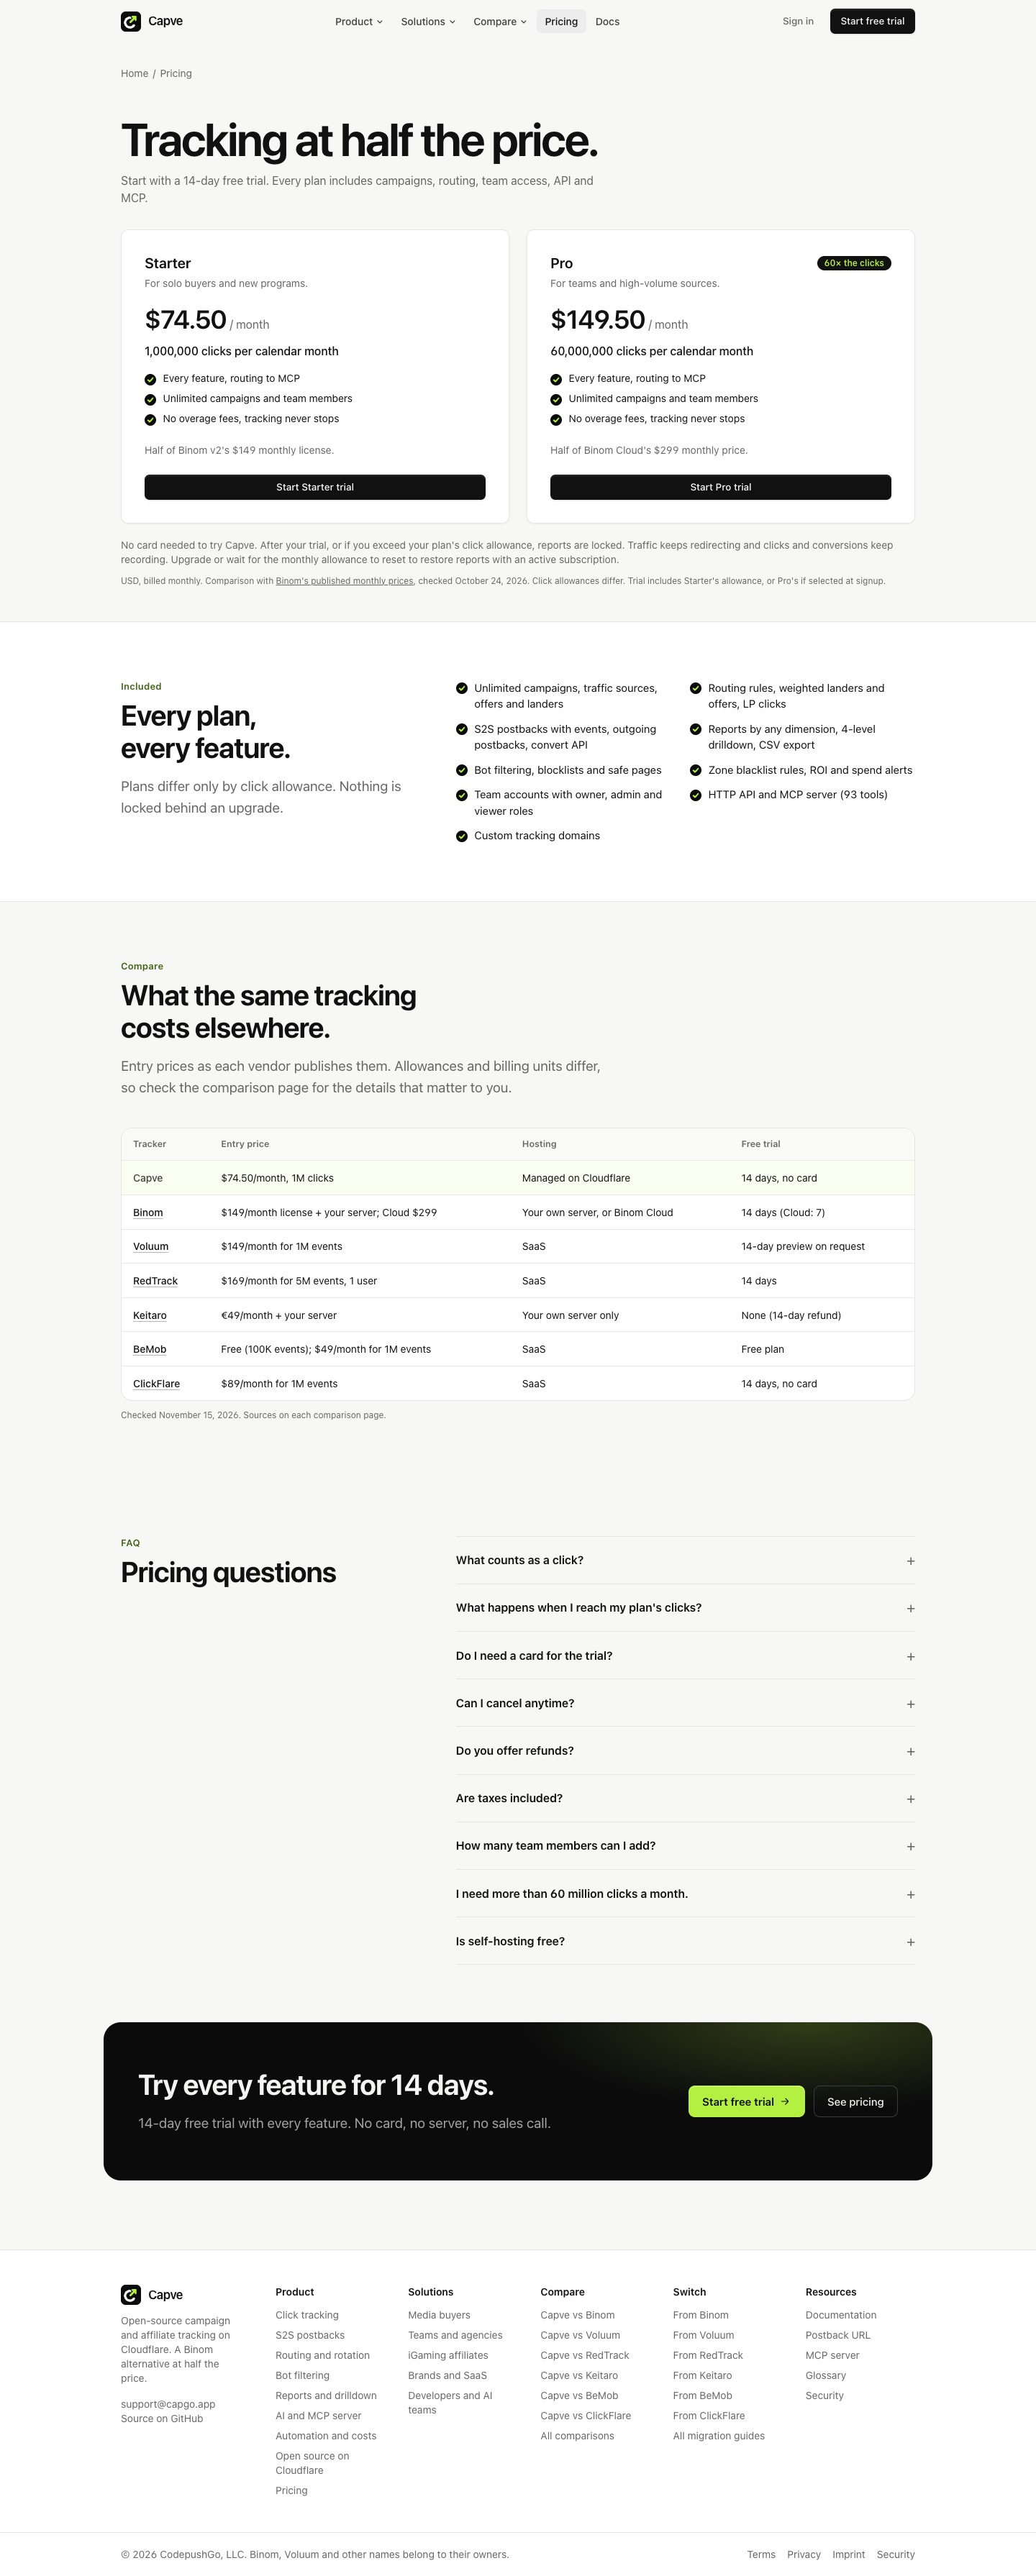 Capve
Product
Solutions
Compare
Pricing
Docs
Sign in
Start free trial
Home / Pricing
Tracking at half the price.
Start with a 14-day free trial. Every plan includes campaigns, routing, team access, API and
MCP.
Starter
For solo buyers and new programs.
$74.50 / month
1,000,000 clicks per calendar month
Every feature, routing to MCP
Unlimited campaigns and team members
No overage fees, tracking never stops
Half of Binom v2's $149 monthly license.
Start Starter trial
Pro
60× the clicks
For teams and high-volume sources.
$149.50 / month
60,000,000 clicks per calendar month
Every feature, routing to MCP
Unlimited campaigns and team members
No overage fees, tracking never stops
Half of Binom Cloud's $299 monthly price.
Start Pro trial
No card needed to try Capve. After your trial, or if you exceed your plan's click allowance, reports are locked. Traffic keeps redirecting and clicks and conversions keep
recording. Upgrade or wait for the monthly allowance to reset to restore reports with an active subscription.
USD, billed monthly. Comparison with Binom's published monthly prices, checked October 24, 2026. Click allowances differ. Trial includes Starter's allowance, or Pro's if selected at signup.
Included
Every plan,
every feature.
Plans differ only by click allowance. Nothing is
locked behind an upgrade.
Unlimited campaigns, traffic sources,
offers and landers
S2S postbacks with events, outgoing
postbacks, convert API
Bot filtering, blocklists and safe pages
Team accounts with owner, admin and
viewer roles
Custom tracking domains
Routing rules, weighted landers and
offers, LP clicks
Reports by any dimension, 4-level
drilldown, CSV export
Zone blacklist rules, ROI and spend alerts
HTTP API and MCP server (93 tools)
Compare
What the same tracking
costs elsewhere.
Entry prices as each vendor publishes them. Allowances and billing units differ,
so check the comparison page for the details that matter to you.
Tracker Entry price Hosting Free trial
Capve $74.50/month, 1M clicks Managed on Cloudflare 14 days, no card
Binom $149/month license + your server; Cloud $299 Your own server, or Binom Cloud 14 days (Cloud: 7)
Voluum $149/month for 1M events SaaS 14-day preview on request
RedTrack $169/month for 5M events, 1 user SaaS 14 days
Keitaro €49/month + your server Your own server only None (14-day refund)
BeMob Free (100K events); $49/month for 1M events SaaS Free plan
ClickFlare $89/month for 1M events SaaS 14 days, no card
Checked November 15, 2026. Sources on each comparison page.
FAQ
Pricing questions
What counts as a click?
What happens when I reach my plan's clicks?
Do I need a card for the trial?
Can I cancel anytime?
Do you offer refunds?
Are taxes included?
How many team members can I add?
I need more than 60 million clicks a month.
Is self-hosting free?
Try every feature for 14 days.
14-day free trial with every feature. No card, no server, no sales call.
Start free trial →
See pricing
Capve
Open-source campaign
and affiliate tracking on
Cloudflare. A Binom
alternative at half the
price.
support@capgo.app
Source on GitHub
Product
Click tracking
S2S postbacks
Routing and rotation
Bot filtering
Reports and drilldown
AI and MCP server
Automation and costs
Open source on
Cloudflare
Pricing
Solutions
Media buyers
Teams and agencies
iGaming affiliates
Brands and SaaS
Developers and AI
teams
Compare
Capve vs Binom
Capve vs Voluum
Capve vs RedTrack
Capve vs Keitaro
Capve vs BeMob
Capve vs ClickFlare
All comparisons
Switch
From Binom
From Voluum
From RedTrack
From Keitaro
From BeMob
From ClickFlare
All migration guides
Resources
Documentation
Postback URL
MCP server
Glossary
Security
© 2026 CodepushGo, LLC. Binom, Voluum and other names belong to their owners.
Terms Privacy Imprint Security